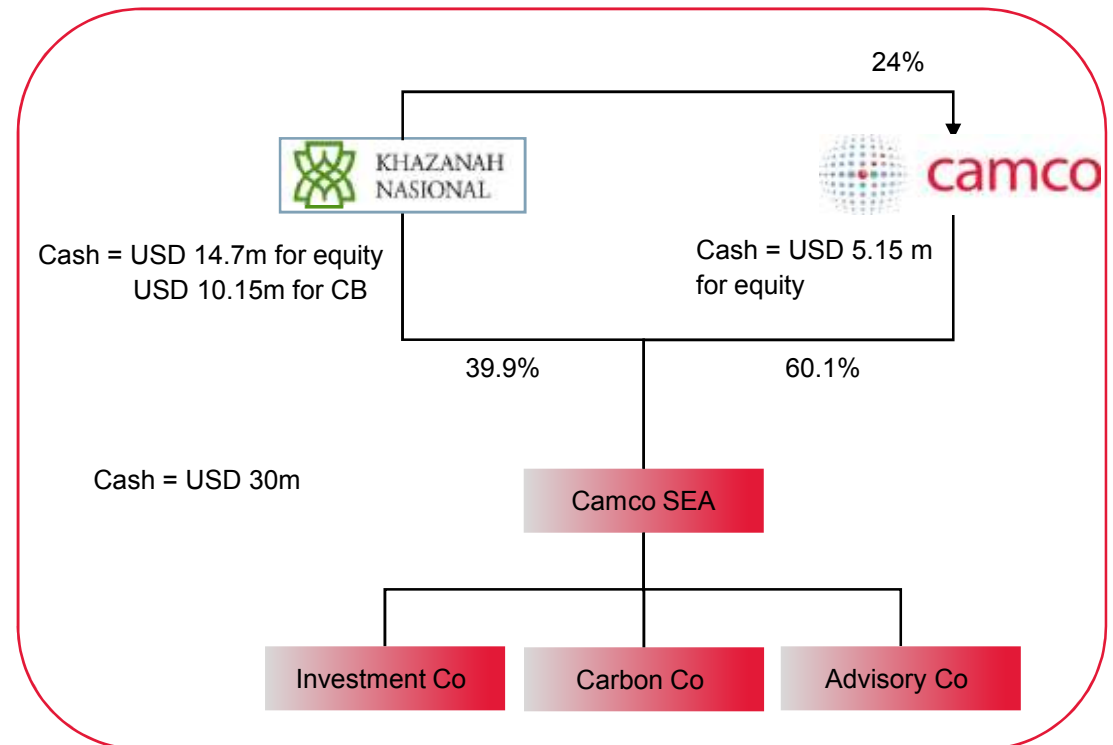 24%
KHAZANAH
NASIONAL
camco
Cash = USD 14.7m for equity
USD 10.15m for CB
Cash = USD 5.15 m
for equity
39.9%
60.1%
Cash = USD 30m
Camco SEA
Investment Co
Carbon Co
Advisory Co